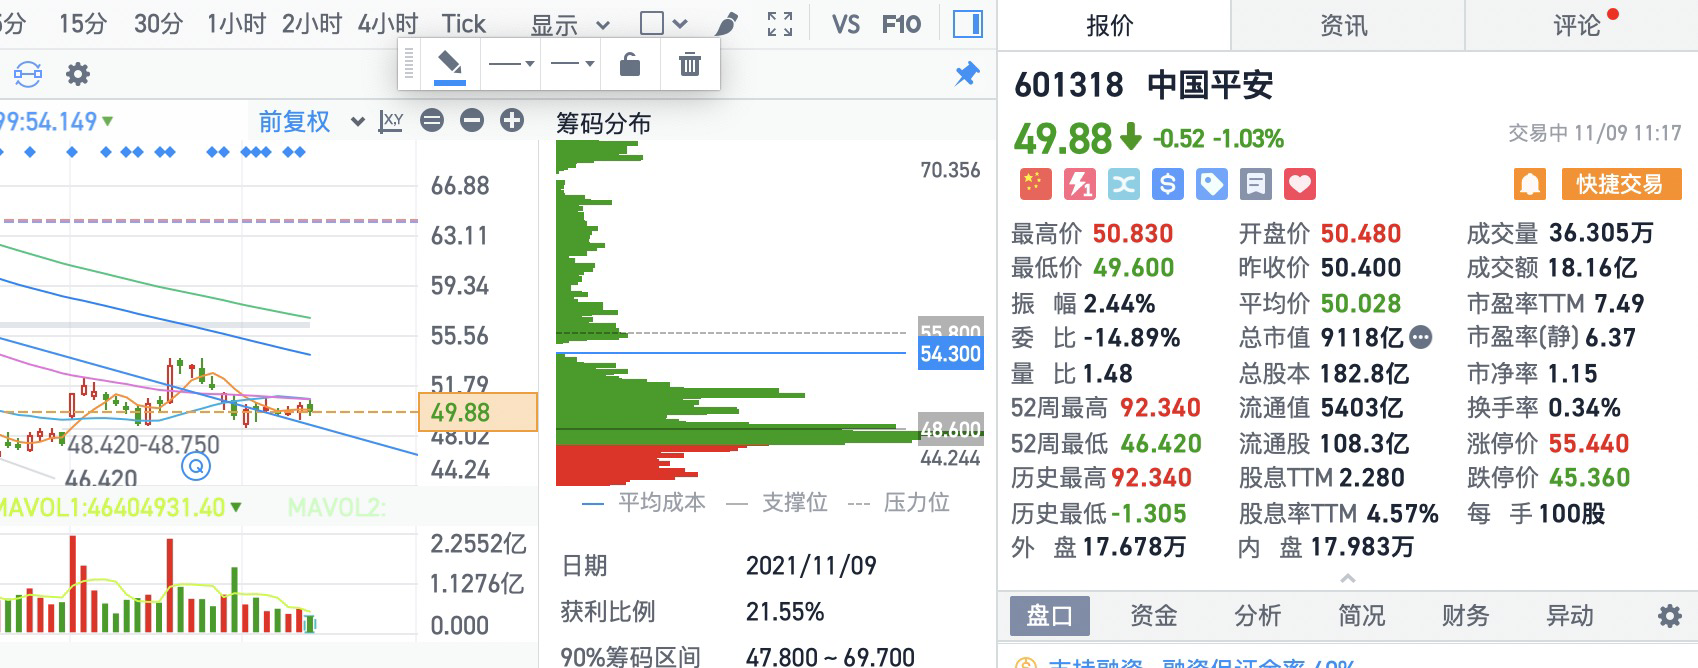 5分 15分 30分 1小时 2小时 4小时 Tick 显示 VS F10
99:54.149
前复权
X,Y
筹码分布
66.88
63.11
59.34
55.56
51.79
49.88
48.02
44.24
48.420-48.750
46.420
Q
MAVOL1:46404931.40 MAVOL2:
2.2552亿
1.1276亿
0.000
70.356
55.800
54.300
48.600
44.244
平均成本 支撑位 压力位
日期 2021/11/09
获利比例 21.55%
90%筹码区间 47.800 ~ 69.700
报价 资讯 评论
601318 中国平安
49.88 -0.52 -1.03% 交易中 11/09 11:17
快捷交易
最高价 50.830 开盘价 50.480 成交量 36.305万
最低价 49.600 昨收价 50.400 成交额 18.16亿
振 幅 2.44% 平均价 50.028 市盈率TTM 7.49
委 比 -14.89% 总市值 9118亿 市盈率(静) 6.37
量 比 1.48 总股本 182.8亿 市净率 1.15
52周最高 92.340 流通值 5403亿 换手率 0.34%
52周最低 46.420 流通股 108.3亿 涨停价 55.440
历史最高 92.340 股息TTM 2.280 跌停价 45.360
历史最低 -1.305 股息率TTM 4.57% 每 手 100股
外 盘 17.678万 内 盘 17.983万
盘口 资金 分析 简况 财务 异动
支持融资 融资保证金率 60%